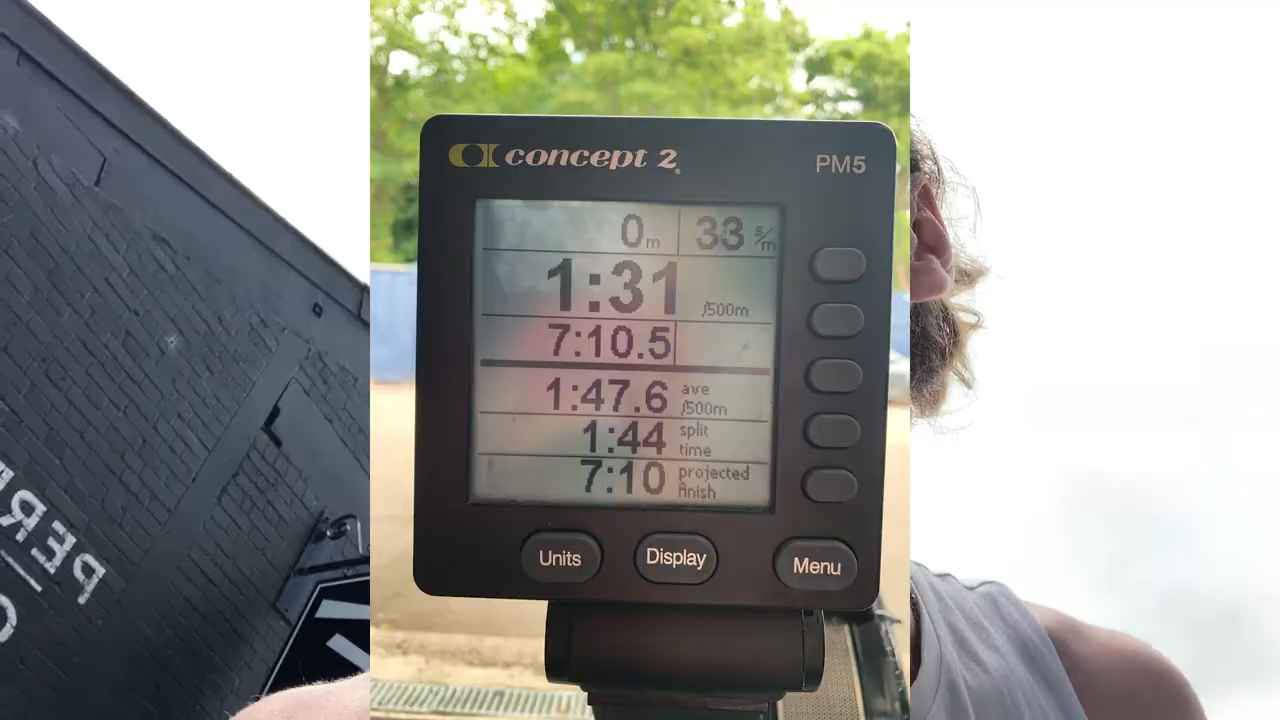 concept 2
PM5
0m 33 s/m
1:31 /500m
7:10.5
1:47.6 ave /500m
1:44 split time
7:10 projected finish
Units Display Menu
PER